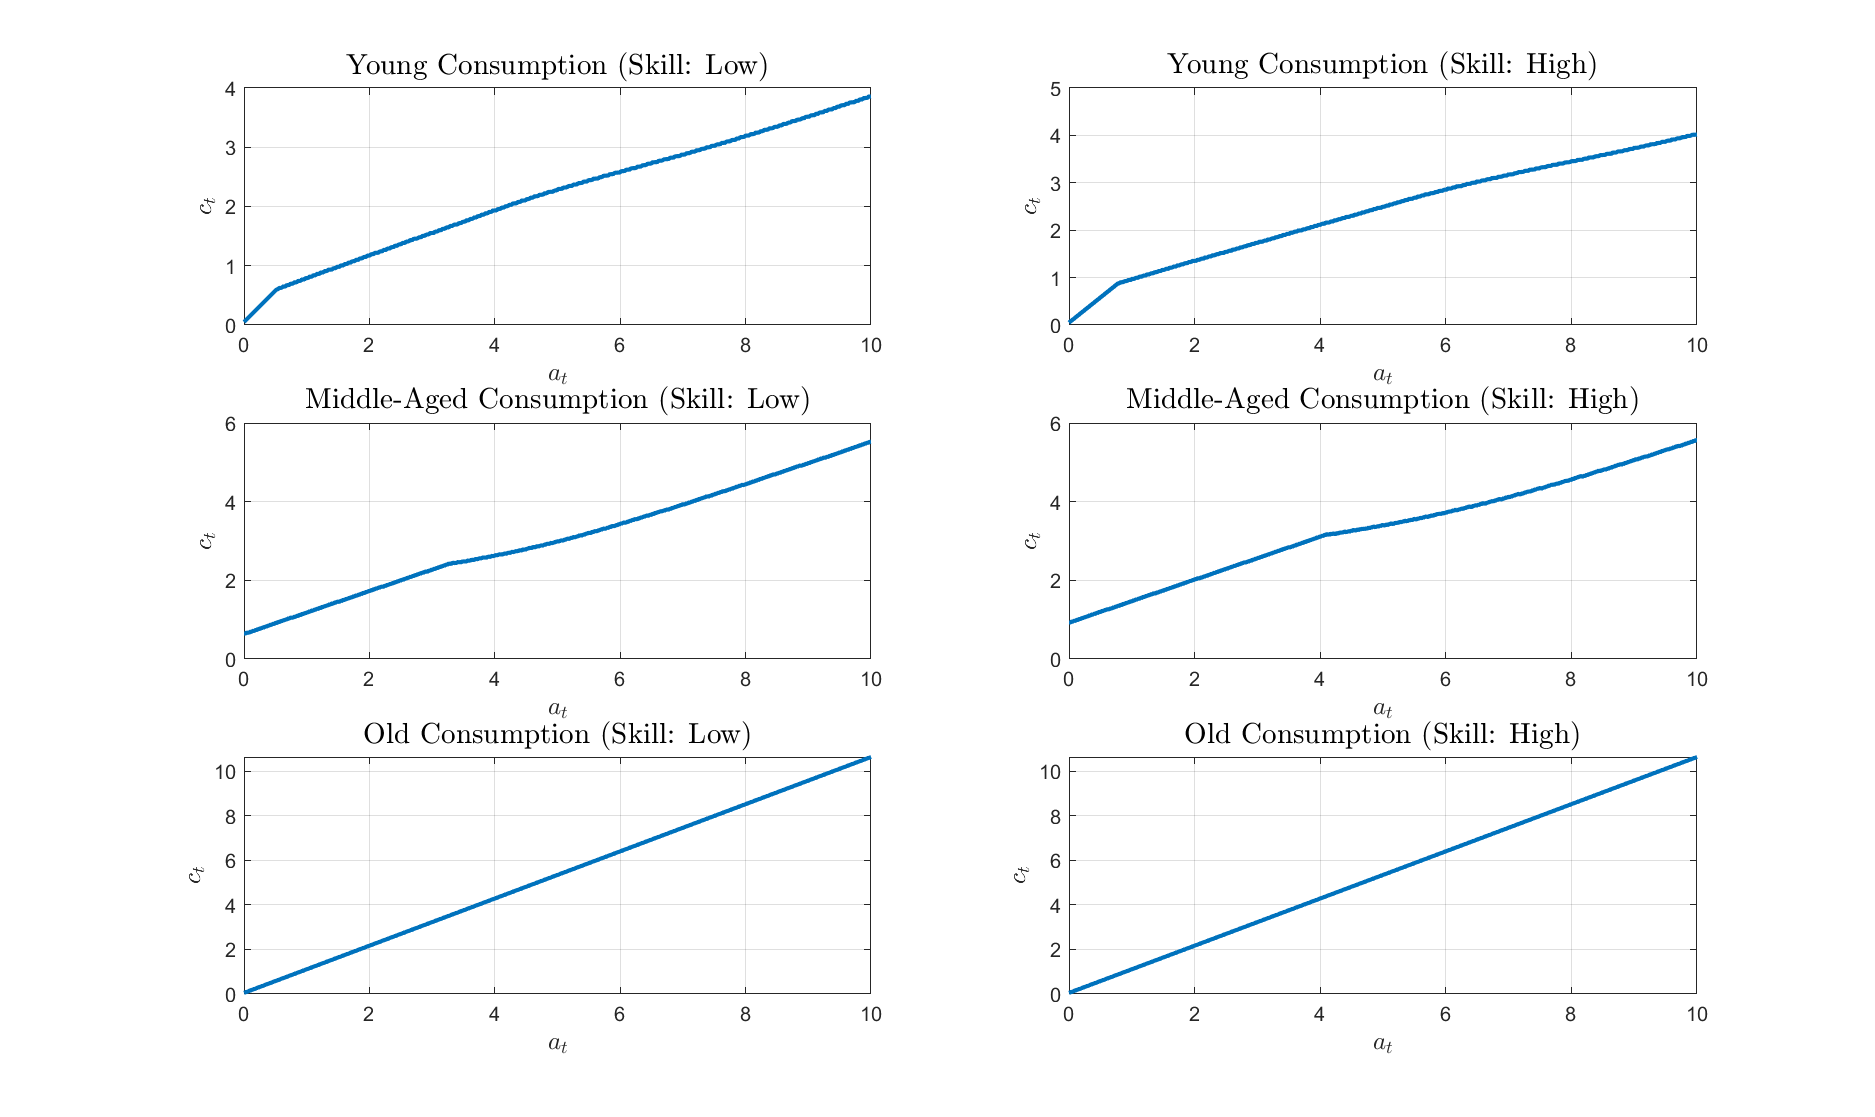 Young Consumption (Skill: Low)
4
3
2
1
0
c_t
0 2 4 6 8 10
a_t
Young Consumption (Skill: High)
5
4
3
2
1
0
c_t
0 2 4 6 8 10
a_t
Middle-Aged Consumption (Skill: Low)
6
4
2
0
c_t
0 2 4 6 8 10
a_t
Middle-Aged Consumption (Skill: High)
6
4
2
0
c_t
0 2 4 6 8 10
a_t
Old Consumption (Skill: Low)
10
8
6
4
2
0
c_t
0 2 4 6 8 10
a_t
Old Consumption (Skill: High)
10
8
6
4
2
0
c_t
0 2 4 6 8 10
a_t